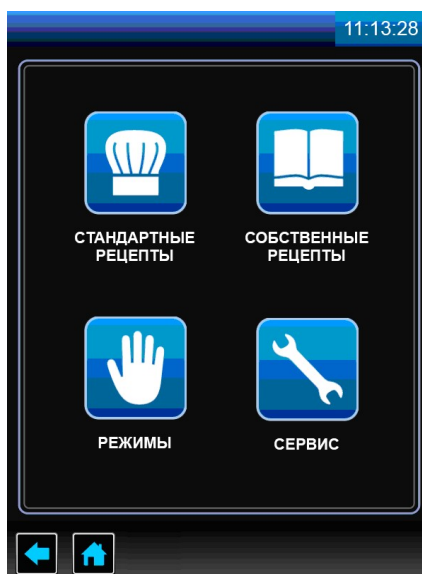 11:13:28
СТАНДАРТНЫЕ
РЕЦЕПТЫ
СОБСТВЕННЫЕ
РЕЦЕПТЫ
РЕЖИМЫ
СЕРВИС